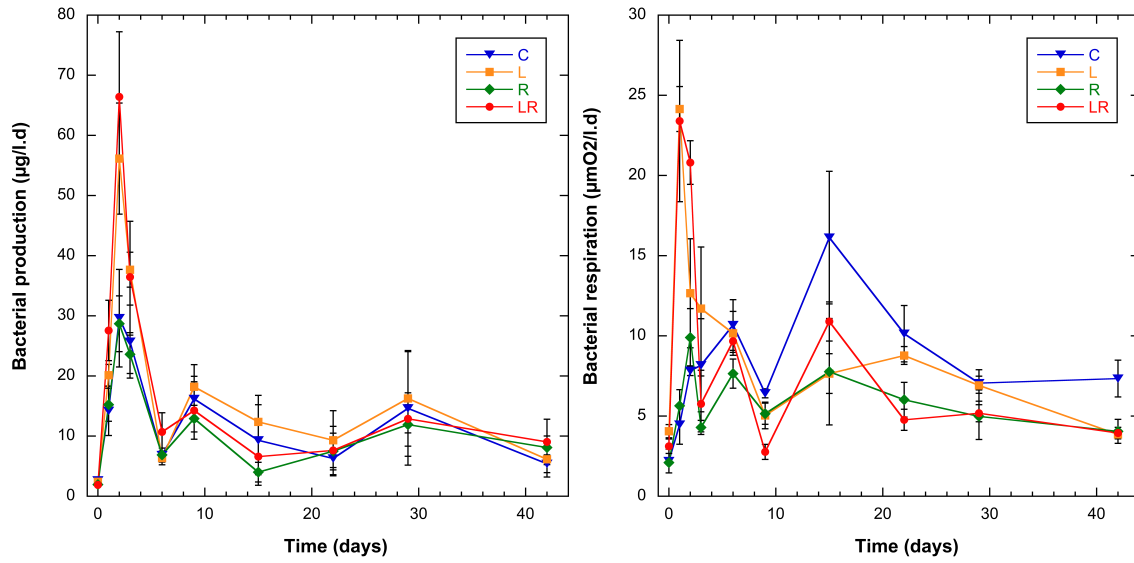 80
70
60
50
40
30
20
10
0
Bacterial production (µg/l.d)
C
L
R
LR
0
10
20
30
40
Time (days)
30
25
20
15
10
5
0
Bacterial respiration (µmO2/l.d)
C
L
R
LR
0
10
20
30
40
Time (days)